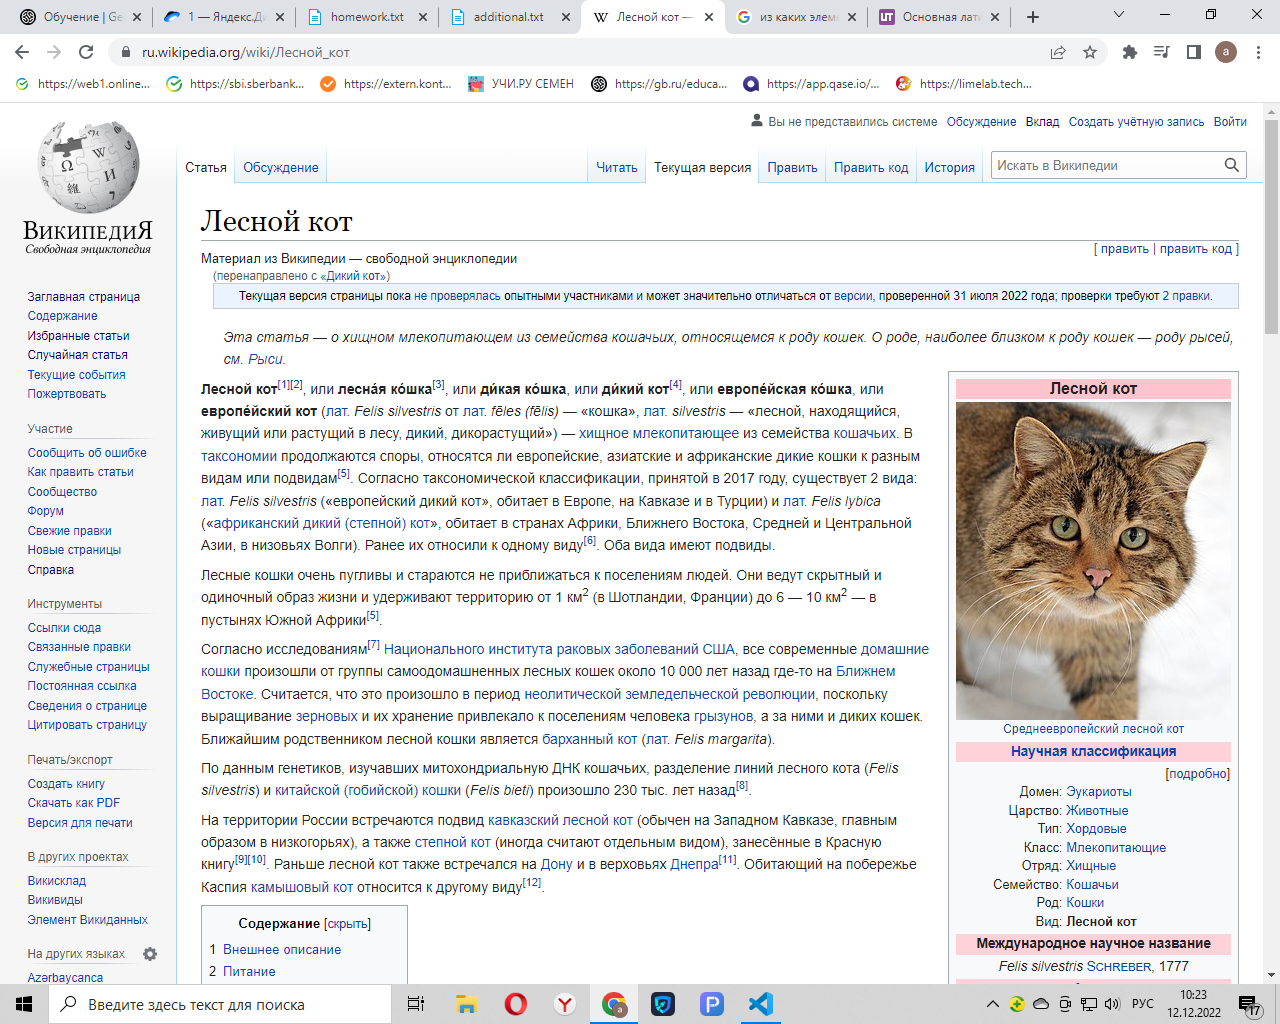 Обучение | Ge
1 — Яндекс.Ди
homework.txt
additional.txt
Лесной кот —
из каких элеме
Основная лати
ru.wikipedia.org/wiki/Лесной_кот
a
https://web1.online...
https://sbi.sberbank...
https://extern.kont...
УЧИ.РУ СЕМЕН
https://gb.ru/educa...
https://app.qase.io/...
https://limelab.tech...
Вы не представились системе Обсуждение Вклад Создать учётную запись Войти
Статья Обсуждение Читать Текущая версия Править Править код История Искать в Википедии
ВикипедиЯ
Свободная энциклопедия
Заглавная страница
Содержание
Избранные статьи
Случайная статья
Текущие события
Пожертвовать
Участие
Сообщить об ошибке
Как править статьи
Сообщество
Форум
Свежие правки
Новые страницы
Справка
Инструменты
Ссылки сюда
Связанные правки
Служебные страницы
Постоянная ссылка
Сведения о странице
Цитировать страницу
Печать/экспорт
Создать книгу
Скачать как PDF
Версия для печати
В других проектах
Викисклад
Викивиды
Элемент Викиданных
На других языках
Azərbaycanca
Лесной кот
[ править | править код ]
Материал из Википедии — свободной энциклопедии
(перенаправлено с «Дикий кот»)
Текущая версия страницы пока не проверялась опытными участниками и может значительно отличаться от версии, проверенной 31 июля 2022 года; проверки требуют 2 правки.
Эта статья — о хищном млекопитающем из семейства кошачьих, относящемся к роду кошек. О роде, наиболее близком к роду кошек — роду рысей,
см. Рыси.
Лесной кот[1][2], или лесна́я ко́шка[3], или ди́кая ко́шка, или ди́кий кот[4], или европе́йская ко́шка, или
европе́йский кот (лат. Felis silvestris от лат. fēles (fēlis) — «кошка», лат. silvestris — «лесной, находящийся,
живущий или растущий в лесу, дикий, дикорастущий») — хищное млекопитающее из семейства кошачьих. В
таксономии продолжаются споры, относятся ли европейские, азиатские и африканские дикие кошки к разным
видам или подвидам[5]. Согласно таксономической классификации, принятой в 2017 году, существует 2 вида:
лат. Felis silvestris («европейский дикий кот», обитает в Европе, на Кавказе и в Турции) и лат. Felis lybica
(«африканский дикий (степной) кот», обитает в странах Африки, Ближнего Востока, Средней и Центральной
Азии, в низовьях Волги). Ранее их относили к одному виду[6]. Оба вида имеют подвиды.
Лесные кошки очень пугливы и стараются не приближаться к поселениям людей. Они ведут скрытный и
одиночный образ жизни и удерживают территорию от 1 км2 (в Шотландии, Франции) до 6 — 10 км2 — в
пустынях Южной Африки[5].
Согласно исследованиям[7] Национального института раковых заболеваний США, все современные домашние
кошки произошли от группы самоодомашненных лесных кошек около 10 000 лет назад где-то на Ближнем
Востоке. Считается, что это произошло в период неолитической земледельческой революции, поскольку
выращивание зерновых и их хранение привлекало к поселениям человека грызунов, а за ними и диких кошек.
Ближайшим родственником лесной кошки является барханный кот (лат. Felis margarita).
По данным генетиков, изучавших митохондриальную ДНК кошачьих, разделение линий лесного кота (Felis
silvestris) и китайской (гобийской) кошки (Felis bieti) произошло 230 тыс. лет назад[8].
На территории России встречаются подвид кавказский лесной кот (обычен на Западном Кавказе, главным
образом в низкогорьях), а также степной кот (иногда считают отдельным видом), занесённые в Красную
книгу[9][10]. Раньше лесной кот также встречался на Дону и в верховьях Днепра[11]. Обитающий на побережье
Каспия камышовый кот относится к другому виду[12].
Содержание [скрыть]
1 Внешнее описание
2 Питание
Лесной кот
Среднеевропейский лесной кот
Научная классификация
[подробно]
Домен: Эукариоты
Царство: Животные
Тип: Хордовые
Класс: Млекопитающие
Отряд: Хищные
Семейство: Кошачьи
Род: Кошки
Вид: Лесной кот
Международное научное название
Felis silvestris Schreber, 1777
Введите здесь текст для поиска
РУС
10:23
12.12.2022
17